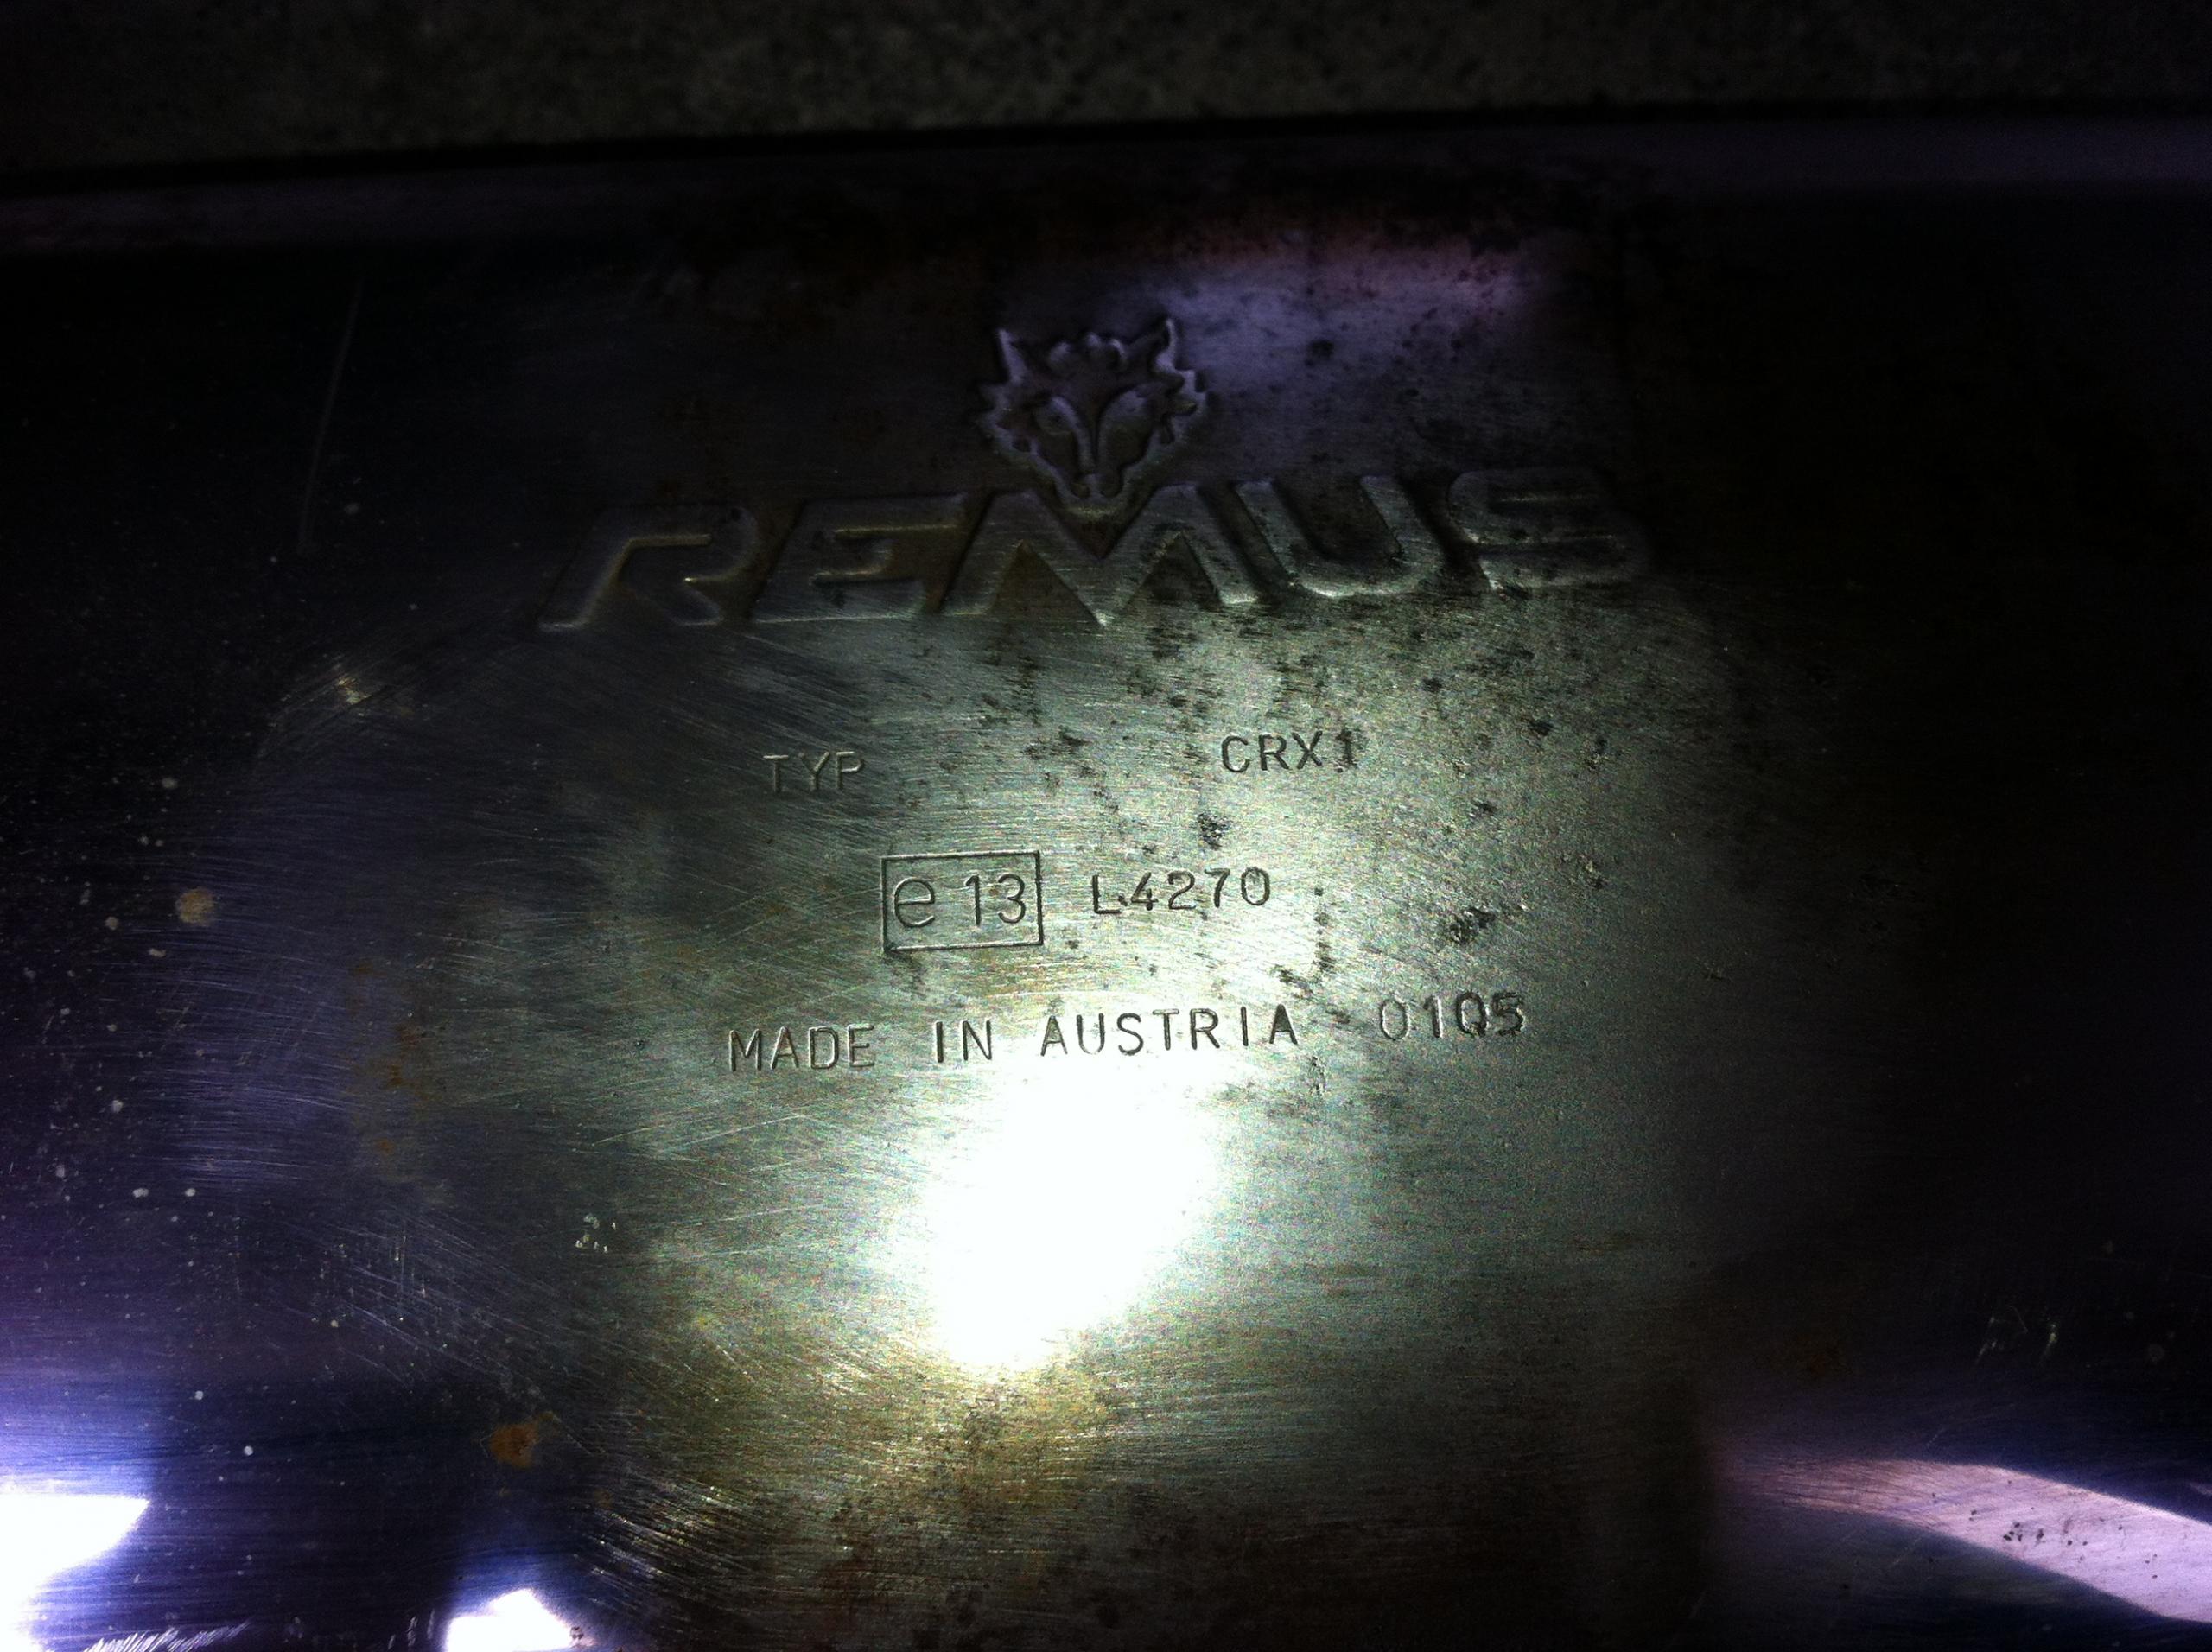 REMUS
TYP CRX1
e 13 L4270
MADE IN AUSTRIA 0105